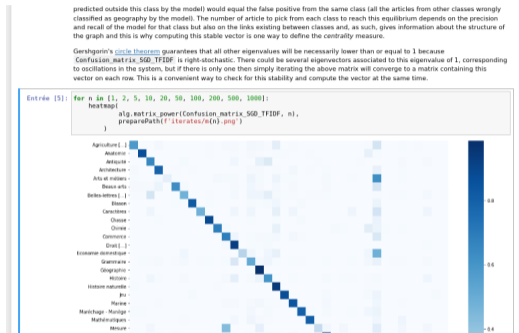 predicted outside this class by the model) would equal the false positive from the same class (all the articles from other classes wrongly
classified as geography by the model). The number of article to pick from each class to reach this equilibrium depends on the precision
and recall of the model for that class but also on the links existing between classes and, as such, gives information about the structure of
the graph and this is why computing this stable vector is one way to define the centrality measure.
Gershgorin's circle theorem guarantees that all other eigenvalues will be necessarily lower than or equal to 1 because
Confusion_matrix_SGD_TFIDF is right-stochastic. There could be several eigenvectors associated to this eigenvalue of 1, corresponding
to oscillations in the system, but if there is only one then simply iterating the above matrix will converge to a matrix containing this
vector on each row. This is a convenient way to check for this stability and compute the vector at the same time.
Entrée [5]: for n in [1, 2, 5, 10, 20, 50, 100, 200, 500, 1000]:
heatmap(
alg.matrix_power(Confusion_matrix_SGD_TFIDF, n),
preparePath(f'iterates/m{n}.png')
)
Agriculture [...]
Anatomie
Antiquité
Architecture
Arts et métiers
Beaux-arts
Belles-lettres [...]
Blason
Caractères
Chasse
Chimie
Commerce
Droit [...]
Economie domestique
Grammaire
Géographie
Histoire
Histoire naturelle
Jeu
Marine
Maréchage - Manège
Mathématiques
Mesure
0.8
0.6
0.4